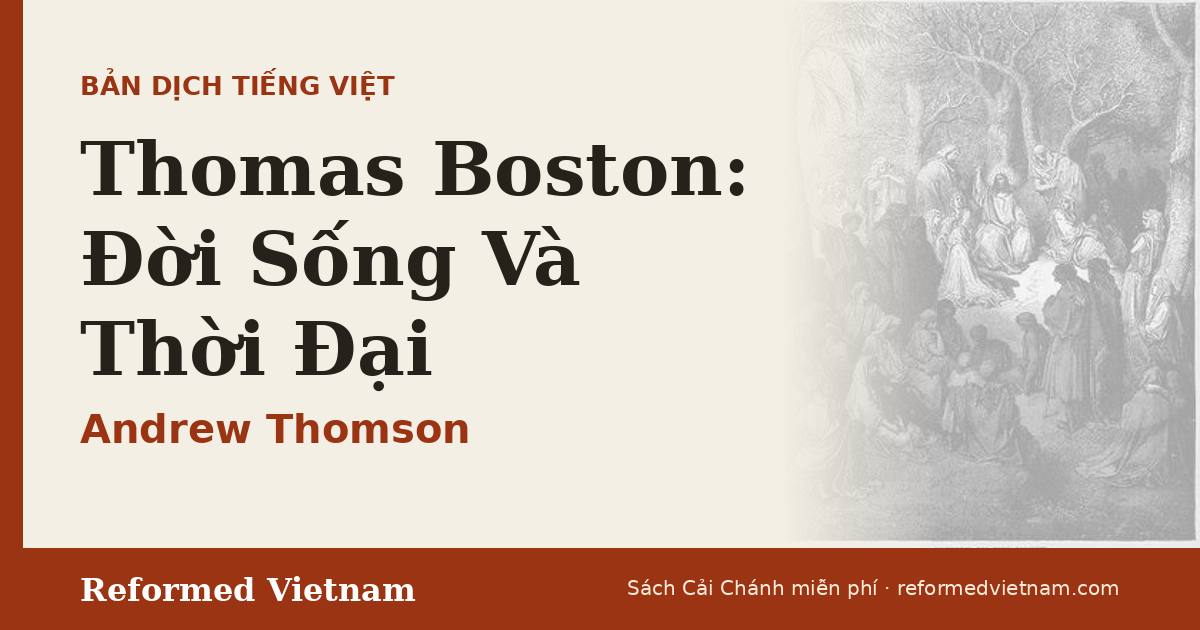 BẢN DỊCH TIẾNG VIỆT
Thomas Boston:
Đời Sống Và
Thời Đại
Andrew Thomson
Reformed Vietnam
Sách Cải Chánh miễn phí · reformedvietnam.com